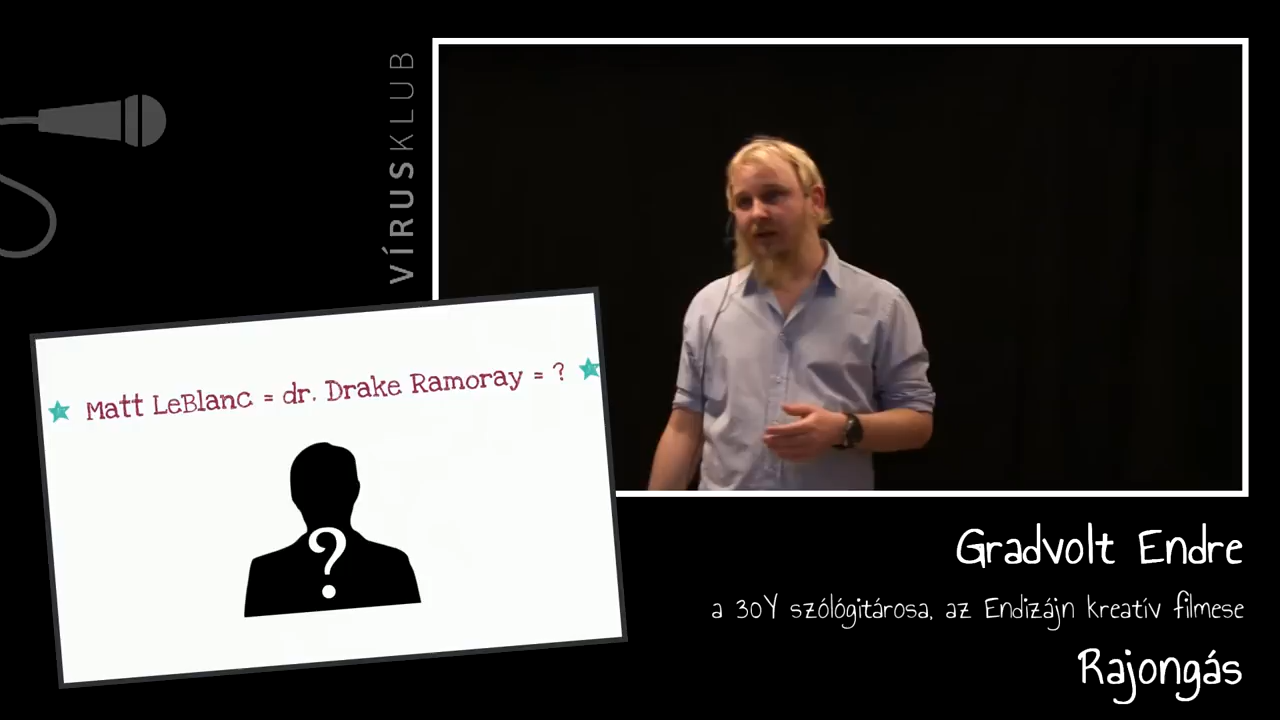 VÍRUSKLUB
Matt LeBlanc = dr. Drake Ramoray = ?
?
Gradvolt Endre
a 30Y szólógitárosa, az Endizájn kreatív filmese
Rajongás